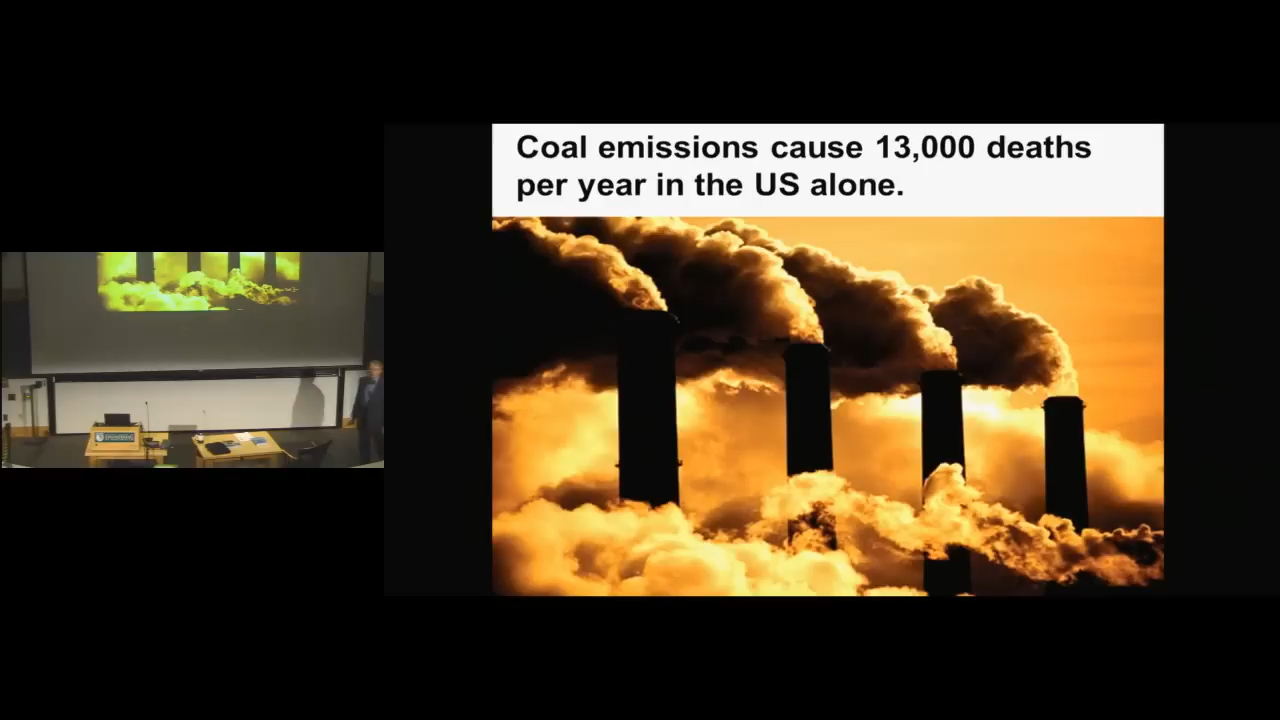 Coal emissions cause 13,000 deaths
per year in the US alone.